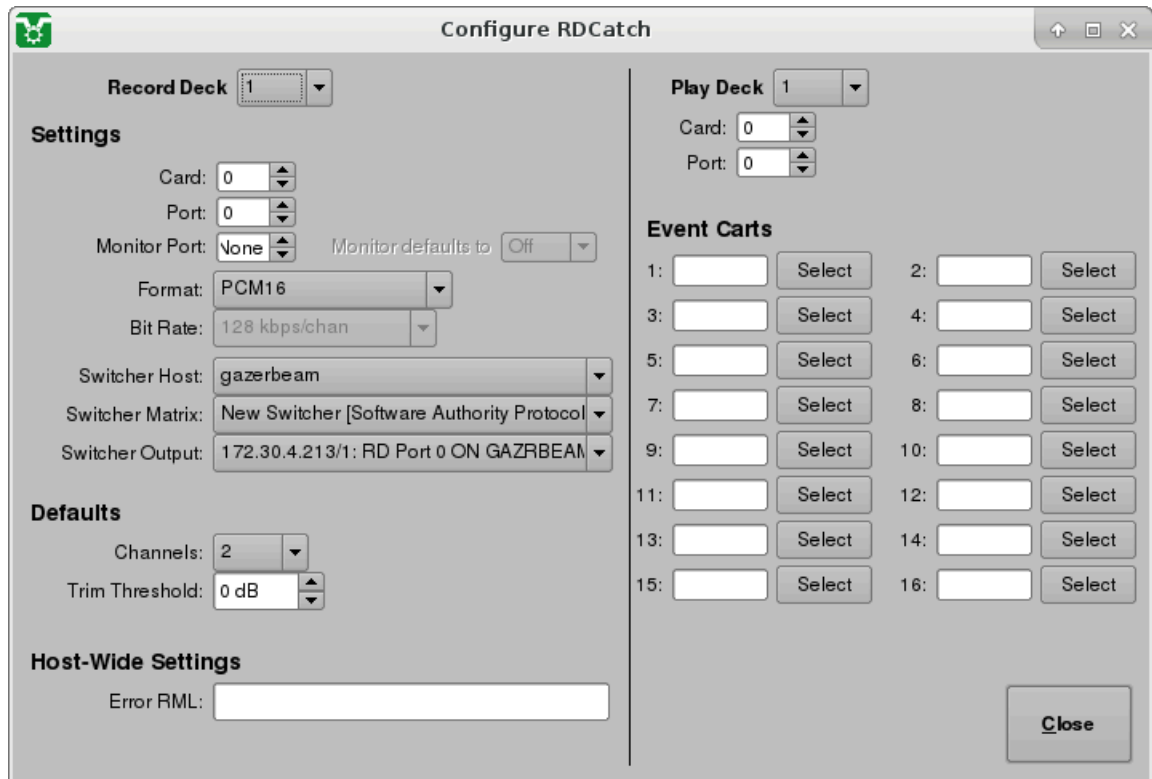 Configure RDCatch
Record Deck 1
Settings
Card: 0
Port: 0
Monitor Port: None Monitor defaults to Off
Format: PCM16
Bit Rate: 128 kbps/chan
Switcher Host: gazerbeam
Switcher Matrix: New Switcher [Software Authority Protocol
Switcher Output: 172.30.4.213/1: RD Port 0 ON GAZRBEAM
Defaults
Channels: 2
Trim Threshold: 0 dB
Host-Wide Settings
Error RML:
Play Deck 1
Card: 0
Port: 0
Event Carts
1: Select 2: Select
3: Select 4: Select
5: Select 6: Select
7: Select 8: Select
9: Select 10: Select
11: Select 12: Select
13: Select 14: Select
15: Select 16: Select
Close